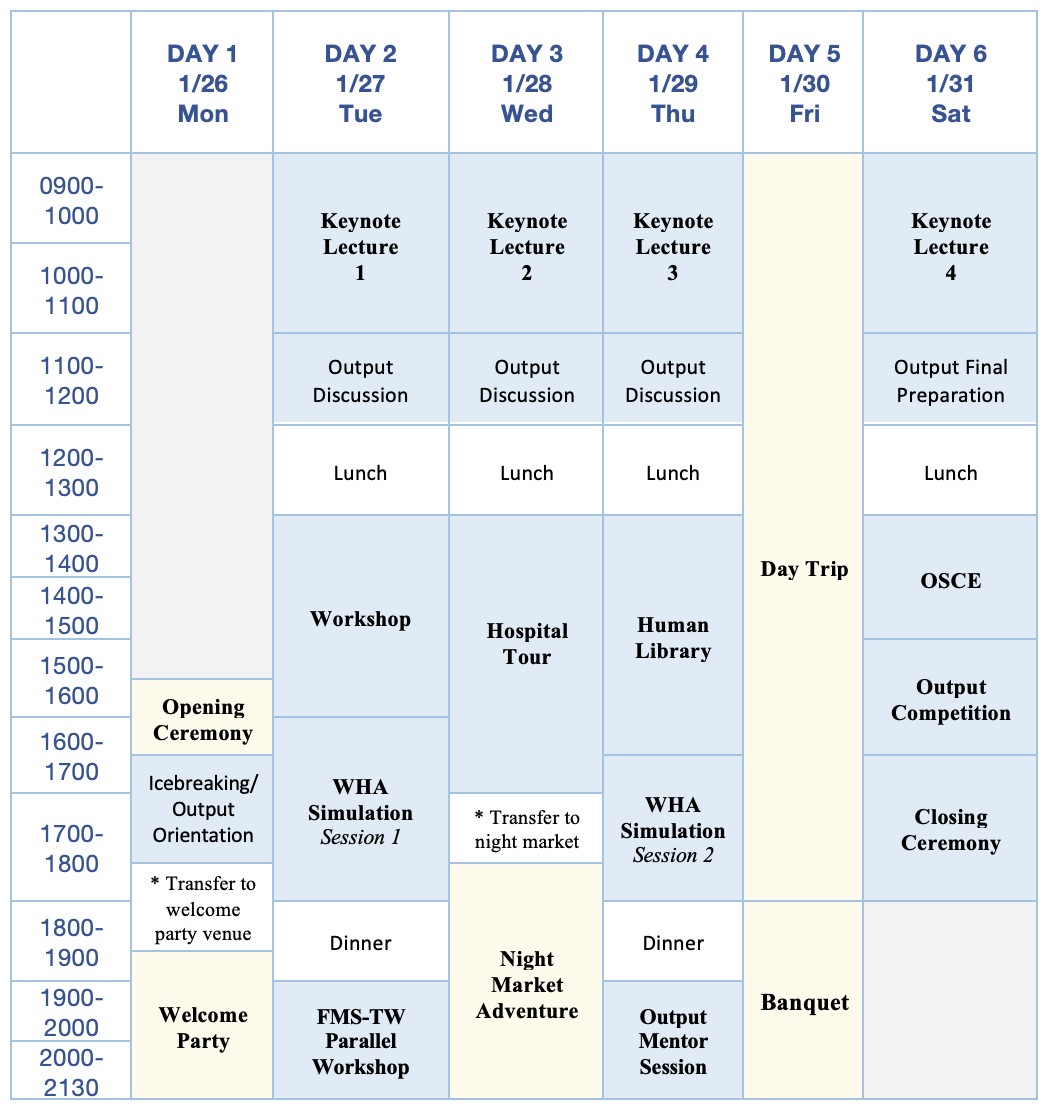 DAY 1
1/26
Mon
DAY 2
1/27
Tue
DAY 3
1/28
Wed
DAY 4
1/29
Thu
DAY 5
1/30
Fri
DAY 6
1/31
Sat
0900-
1000
Keynote
Lecture
1
Keynote
Lecture
2
Keynote
Lecture
3
Keynote
Lecture
4
1000-
1100
1100-
1200
Output
Discussion
Output
Discussion
Output
Discussion
Output Final
Preparation
1200-
1300
Lunch
Lunch
Lunch
Lunch
1300-
1400
Workshop
Hospital
Tour
Human
Library
Day Trip
OSCE
1400-
1500
1500-
1600
Opening
Ceremony
Output
Competition
1600-
1700
Icebreaking/
Output
Orientation
WHA
Simulation
Session 1
* Transfer to
night market
WHA
Simulation
Session 2
Closing
Ceremony
1700-
1800
* Transfer to
welcome
party venue
1800-
1900
Dinner
Night
Market
Adventure
Dinner
Banquet
1900-
2000
Welcome
Party
FMS-TW
Parallel
Workshop
Output
Mentor
Session
2000-
2130